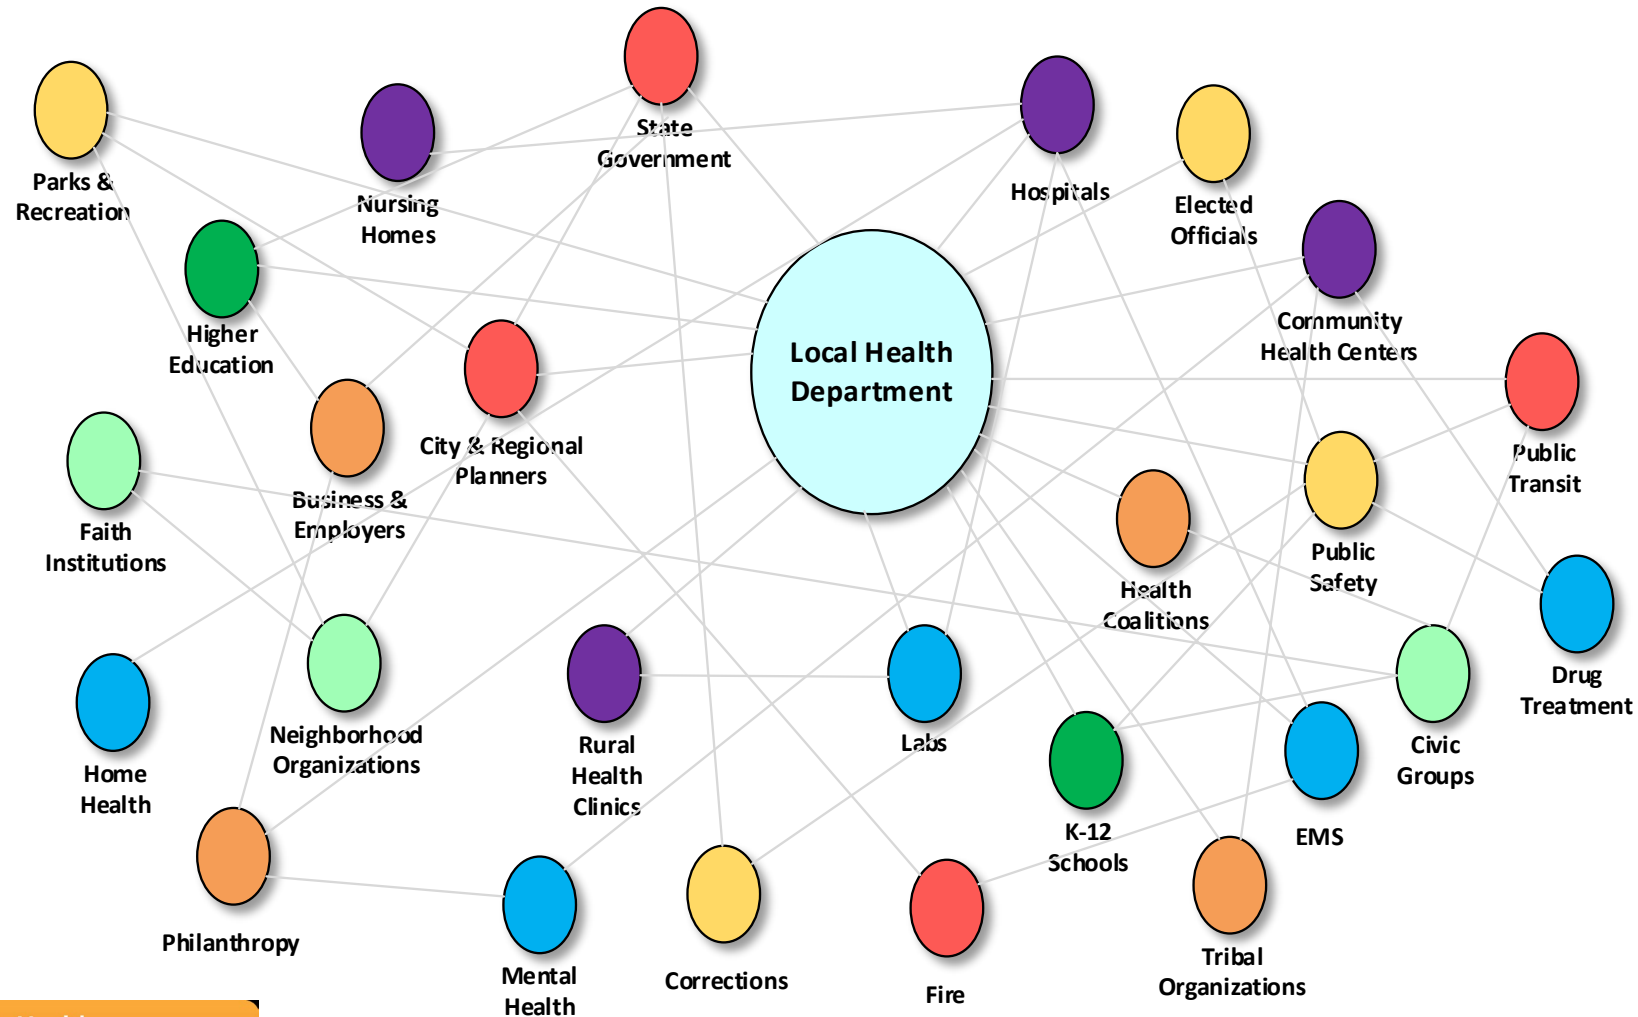 State
Government
Parks &
Recreation
Nursing
Homes
Hospitals
Elected
Officials
Higher
Education
Community
Health Centers
Local Health
Department
City & Regional
Planners
Public
Transit
Business &
Employers
Faith
Institutions
Public
Safety
Health
Coalitions
Drug
Treatment
Neighborhood
Organizations
Home
Health
Rural
Health
Clinics
Labs
Civic
Groups
K-12
Schools
EMS
Philanthropy
Mental
Health
Corrections
Fire
Tribal
Organizations